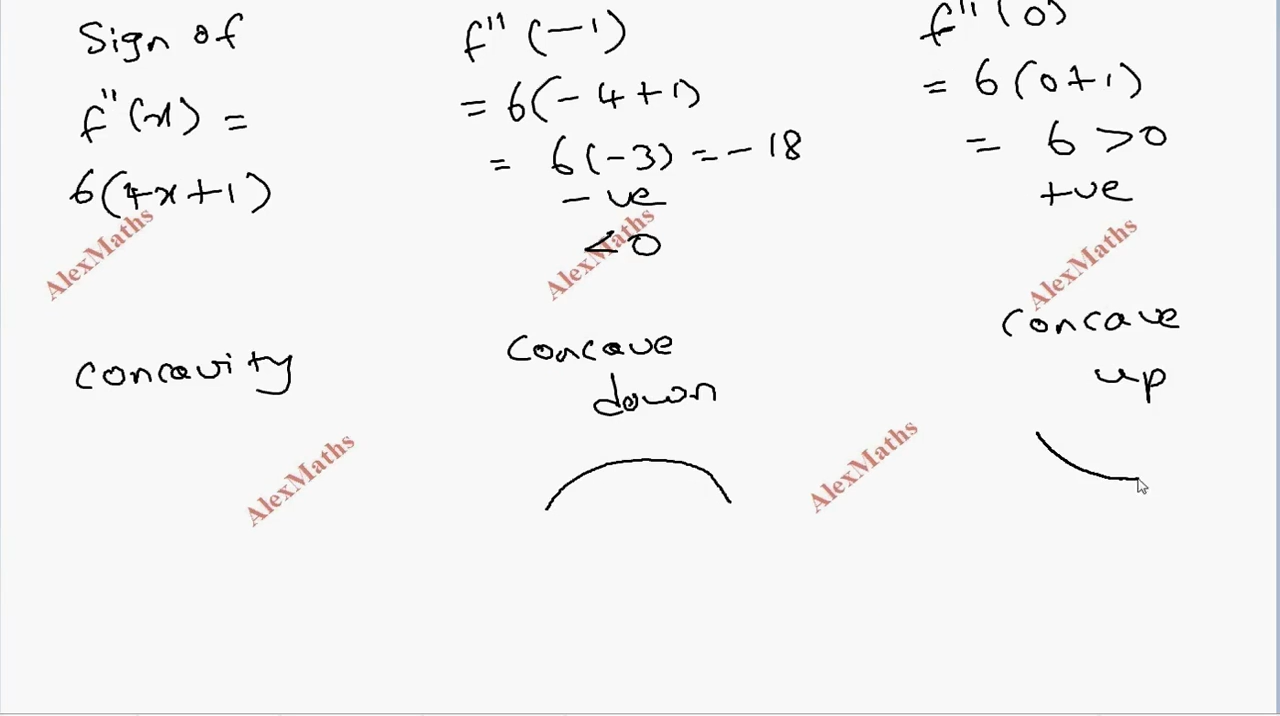 Sign of
f''(x) =
6(4x+1)
f''(-1)
= 6(-4+1)
= 6(-3) = -18
-ve
<0
f''(0)
= 6(0+1)
= 6 >0
+ve
AlexMaths
AlexMaths
AlexMaths
concavity
Concave
down
Concave
up
AlexMaths
AlexMaths